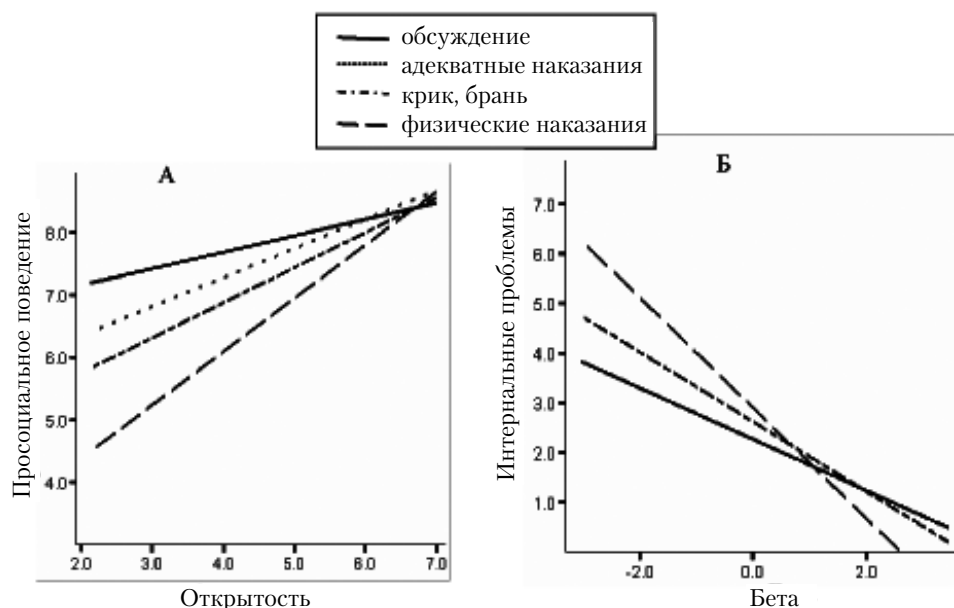 обсуждение
адекватные наказания
крик, брань
физические наказания
А
Просоциальное поведение
8.0
7.0
6.0
5.0
4.0
2.0 3.0 4.0 5.0 6.0 7.0
Открытость
Б
Интернальные проблемы
7.0
6.0
5.0
4.0
3.0
2.0
1.0
-2.0 0.0 2.0
Бета